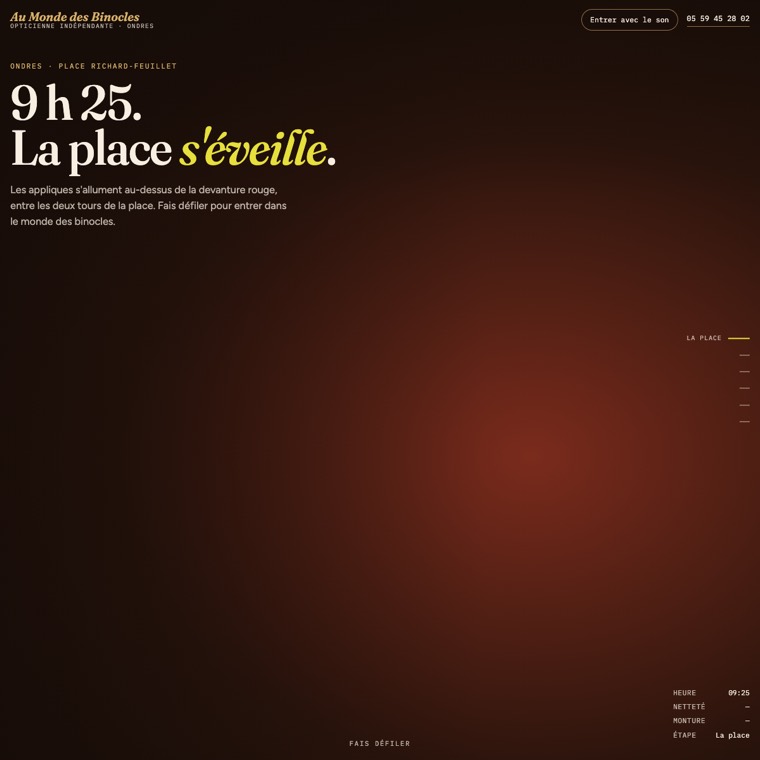 Au Monde des Binocles
OPTICIENNE INDÉPENDANTE · ONDRES
Entrer avec le son
05 59 45 28 02
ONDRES · PLACE RICHARD-FEUILLET
9 h 25.
La place s'éveille.
Les appliques s'allument au-dessus de la devanture rouge,
entre les deux tours de la place. Fais défiler pour entrer dans
le monde des binocles.
LA PLACE
HEURE 09:25
NETTETÉ —
MONTURE —
ÉTAPE La place
FAIS DÉFILER